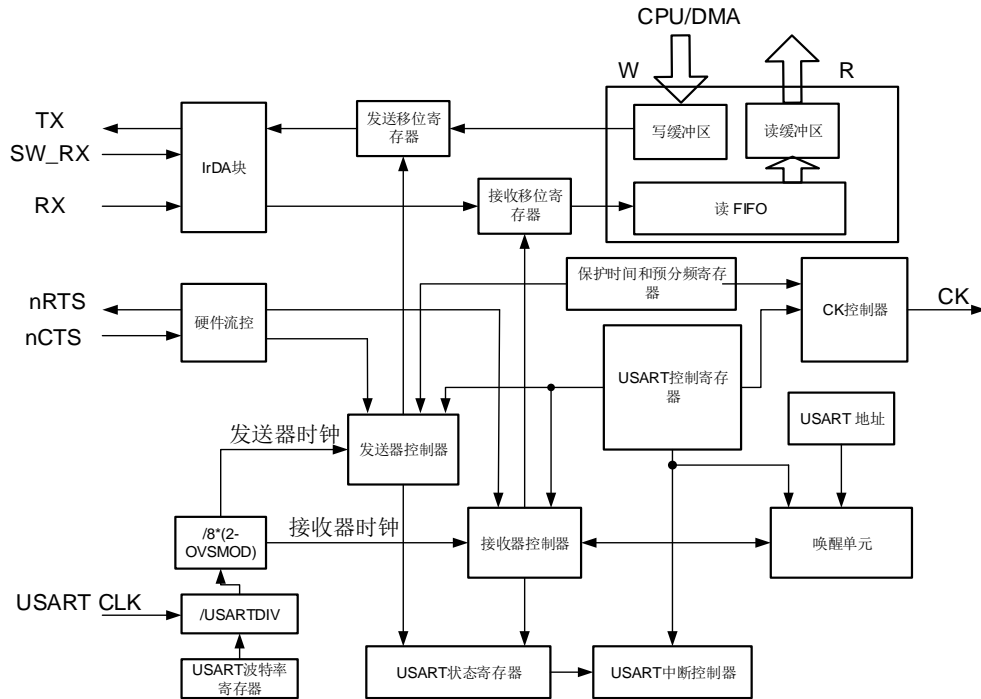 CPU/DMA
W
R
TX
SW_RX
RX
IrDA块
发送移位寄
存器
写缓冲区
读缓冲区
接收移位寄
存器
读 FIFO
保护时间和预分频寄存
器
nRTS
nCTS
硬件流控
CK控制器
CK
USART控制寄存
器
USART 地址
发送器时钟
发送器控制器
/8*(2-
OVSMOD)
接收器时钟
接收器控制器
唤醒单元
USART CLK
/USARTDIV
USART波特率
寄存器
USART状态寄存器
USART中断控制器